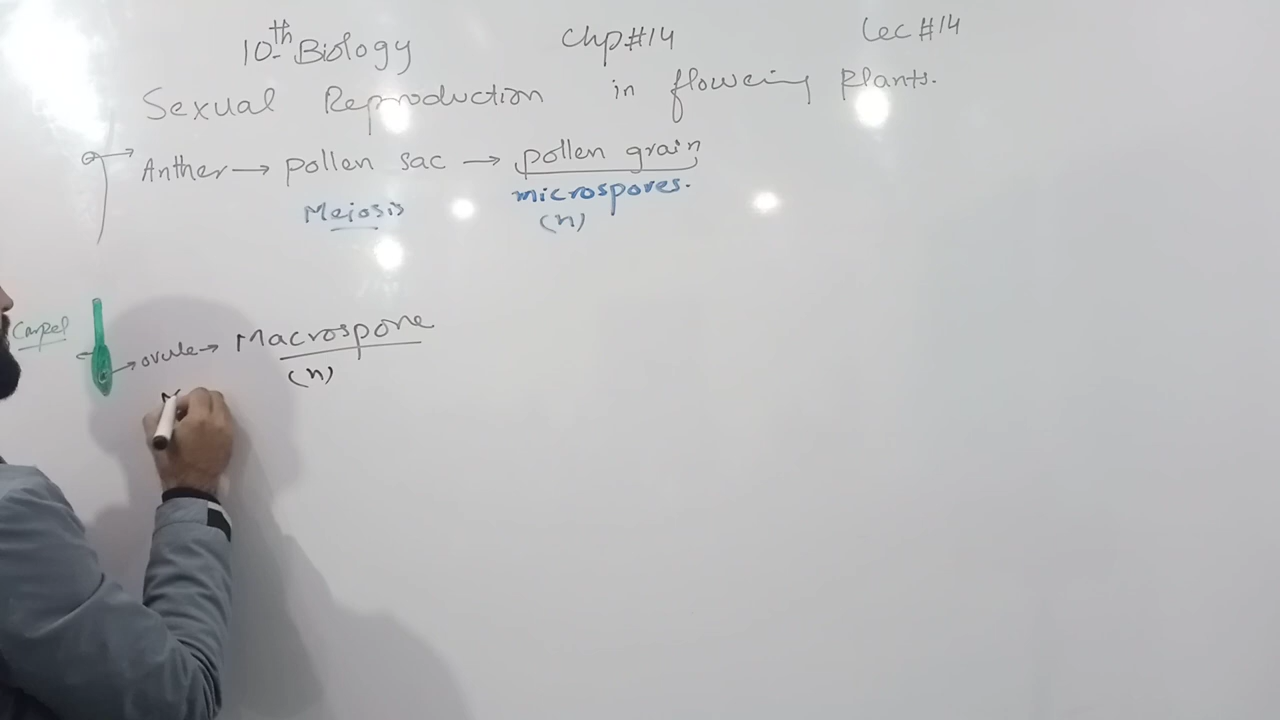 10th Biology Chp#14 Lec#14
Sexual Reproduction in floweing Plants.
Anther → pollen sac → pollen grain
Meiosis microspores.
(n)
Carpel
ovule → Macrospore
(n)